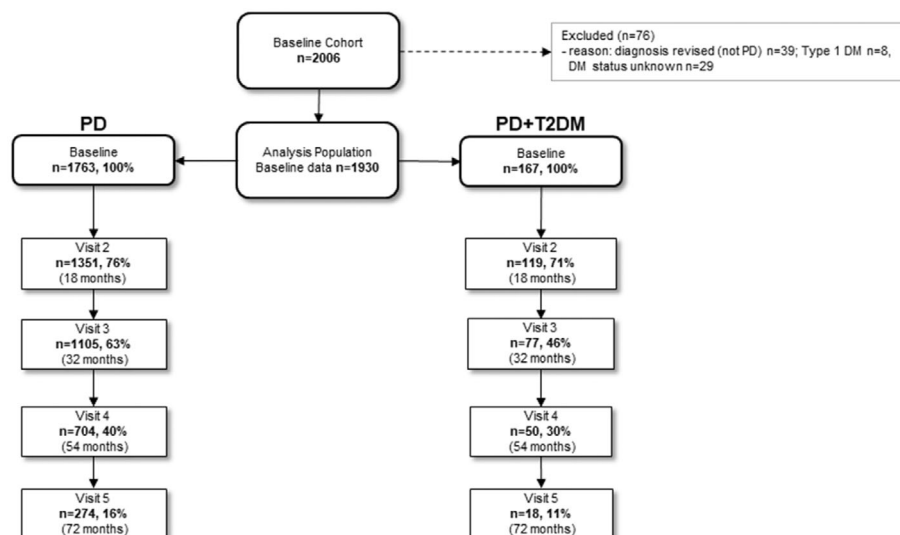 Baseline Cohort
n=2006
Excluded (n=76)
- reason: diagnosis revised (not PD) n=39; Type 1 DM n=8,
DM status unknown n=29
PD
PD+T2DM
Baseline
n=1763, 100%
Analysis Population
Baseline data n=1930
Baseline
n=167, 100%
Visit 2
n=1351, 76%
(18 months)
Visit 2
n=119, 71%
(18 months)
Visit 3
n=1105, 63%
(32 months)
Visit 3
n=77, 46%
(32 months)
Visit 4
n=704, 40%
(54 months)
Visit 4
n=50, 30%
(54 months)
Visit 5
n=274, 16%
(72 months)
Visit 5
n=18, 11%
(72 months)